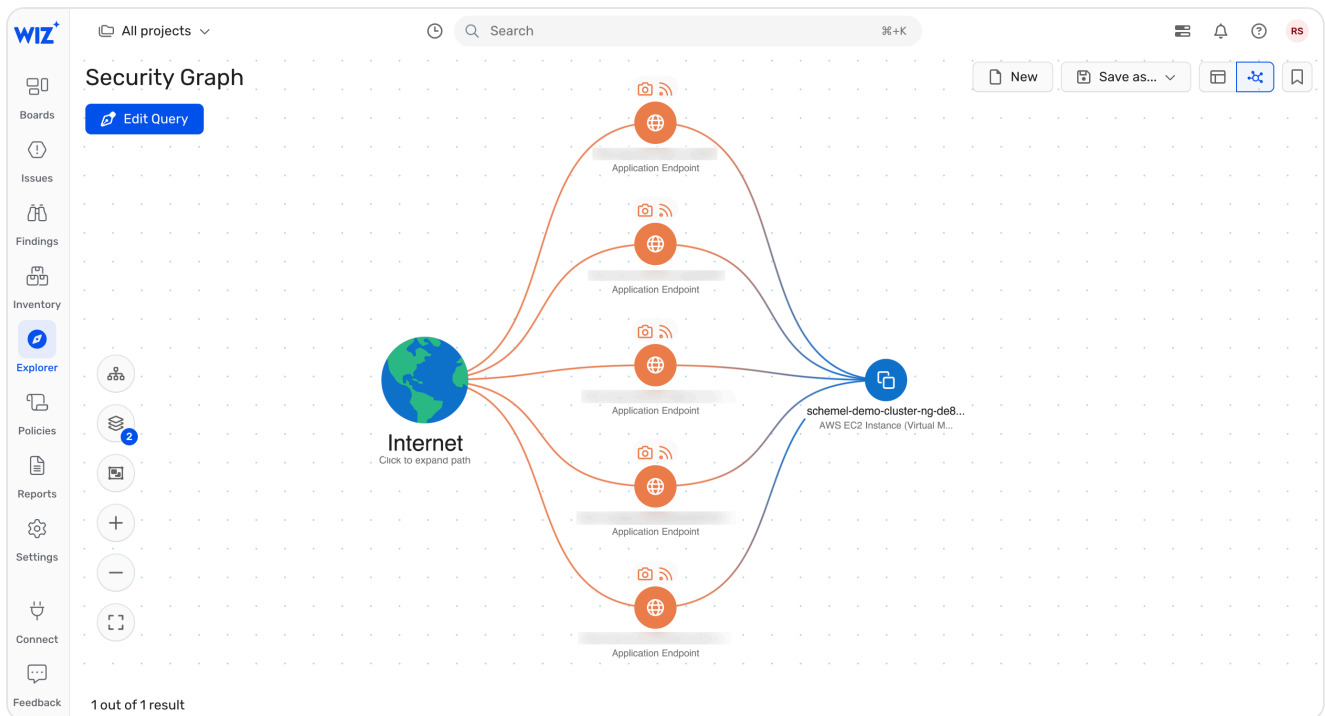 WIZ
All projects
Search
⌘+K
RS
Security Graph
New
Save as...
Edit Query
Boards
Issues
Findings
Inventory
Explorer
Policies
Reports
Settings
Connect
Feedback
2
Application Endpoint
Application Endpoint
Application Endpoint
Application Endpoint
Application Endpoint
Internet
Click to expand path
schemel-demo-cluster-ng-de8...
AWS EC2 Instance (Virtual M...
1 out of 1 result